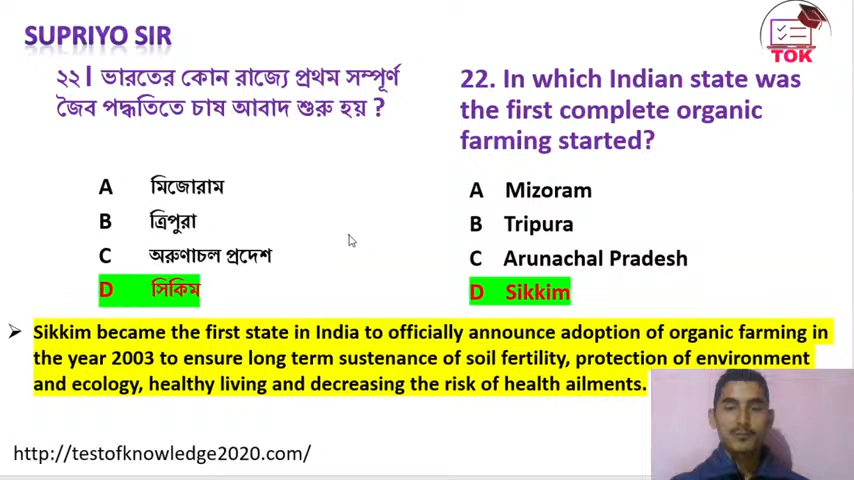 SUPRIYO SIR
TOK
২২। ভারতের কোন রাজ্যে প্রথম সম্পূর্ণ
জৈব পদ্ধতিতে চাষ আবাদ শুরু হয় ?
A মিজোরাম
B ত্রিপুরা
C অরুণাচল প্রদেশ
D সিকিম
22. In which Indian state was
the first complete organic
farming started?
A Mizoram
B Tripura
C Arunachal Pradesh
D Sikkim
Sikkim became the first state in India to officially announce adoption of organic farming in
the year 2003 to ensure long term sustenance of soil fertility, protection of environment
and ecology, healthy living and decreasing the risk of health ailments.
http://testofknowledge2020.com/